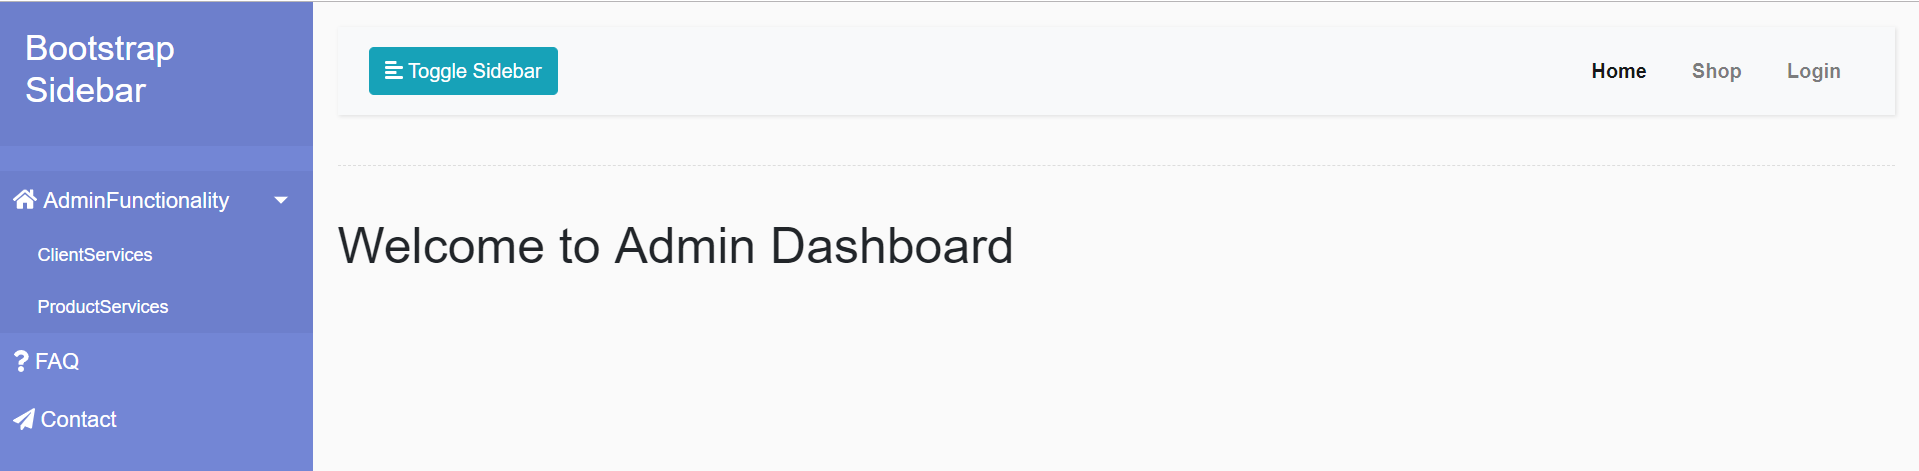 Bootstrap
Sidebar
AdminFunctionality
ClientServices
ProductServices
FAQ
Contact
Toggle Sidebar
Home Shop Login
Welcome to Admin Dashboard